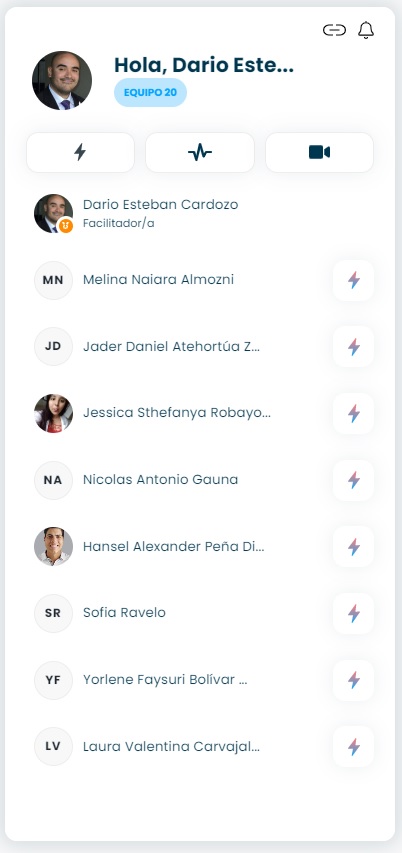 Hola, Dario Este...
EQUIPO 20
Dario Esteban Cardozo
Facilitador/a
MN Melina Naiara Almozni
JD Jader Daniel Atehortúa Z...
Jessica Sthefanya Robayo...
NA Nicolas Antonio Gauna
Hansel Alexander Peña Di...
SR Sofia Ravelo
YF Yorlene Faysuri Bolívar ...
LV Laura Valentina Carvajal...